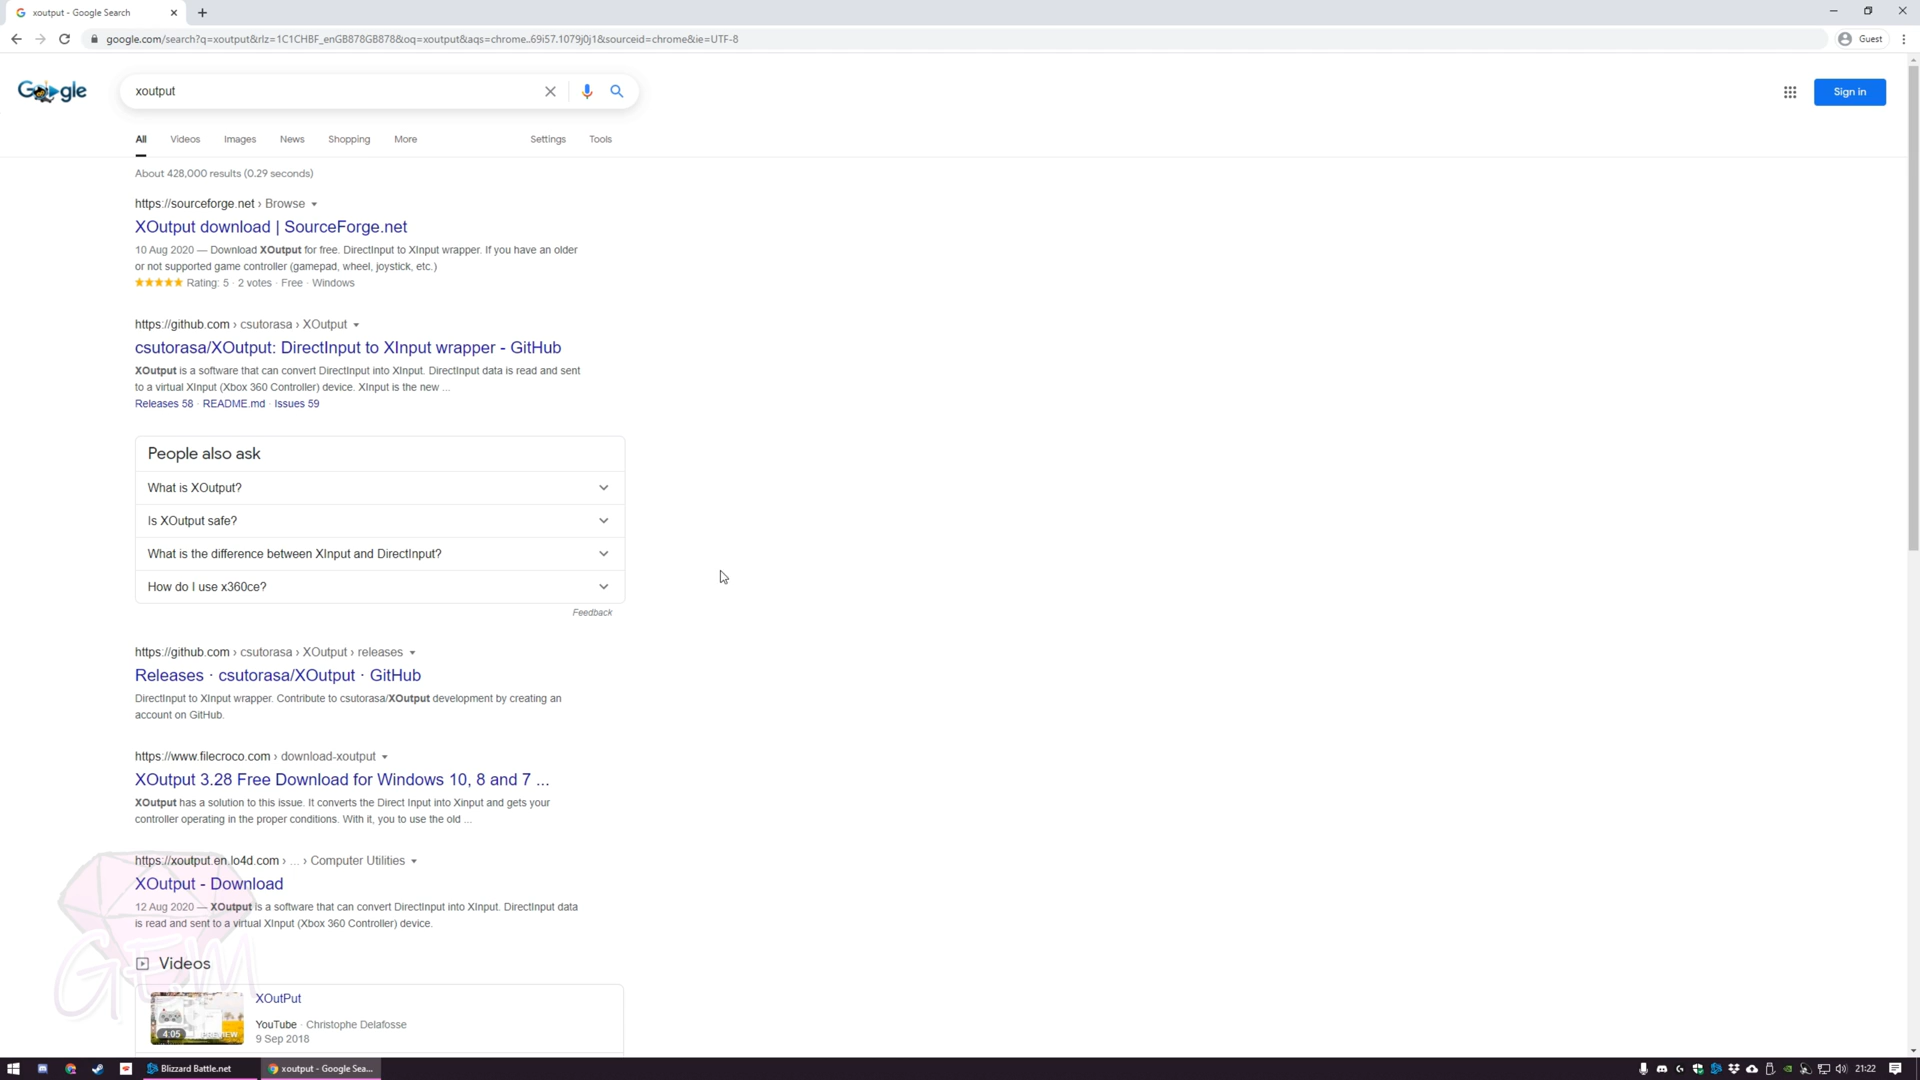 xoutput - Google Search
google.com/search?q=xoutput&rlz=1C1CHBF_enGB878GB878&oq=xoutput&aqs=chrome..69i57.1079j0j1&sourceid=chrome&ie=UTF-8
Guest
Google
xoutput
Sign in
All Videos Images News Shopping More Settings Tools
About 428,000 results (0.29 seconds)
https://sourceforge.net › Browse
XOutput download | SourceForge.net
10 Aug 2020 — Download XOutput for free. DirectInput to XInput wrapper. If you have an older
or not supported game controller (gamepad, wheel, joystick, etc.)
Rating: 5 · 2 votes · Free · Windows
https://github.com › csutorasa › XOutput
csutorasa/XOutput: DirectInput to XInput wrapper - GitHub
XOutput is a software that can convert DirectInput into XInput. DirectInput data is read and sent
to a virtual XInput (Xbox 360 Controller) device. XInput is the new ...
Releases 58 · README.md · Issues 59
People also ask
What is XOutput?
Is XOutput safe?
What is the difference between XInput and DirectInput?
How do I use x360ce?
Feedback
https://github.com › csutorasa › XOutput › releases
Releases · csutorasa/XOutput · GitHub
DirectInput to XInput wrapper. Contribute to csutorasa/XOutput development by creating an
account on GitHub.
https://www.filecroco.com › download-xoutput
XOutput 3.28 Free Download for Windows 10, 8 and 7 ...
XOutput has a solution to this issue. It converts the Direct Input into Xinput and gets your
controller operating in the proper conditions. With it, you to use the old ...
https://xoutput.en.lo4d.com › ... › Computer Utilities
XOutput - Download
12 Aug 2020 — XOutput is a software that can convert DirectInput into XInput. DirectInput data
is read and sent to a virtual XInput (Xbox 360 Controller) device.
GEM
Videos
XOutPut
YouTube · Christophe Delafosse
9 Sep 2018
4:05
PREVIEW
Blizzard Battle.net
xoutput - Google Sea...
21:22